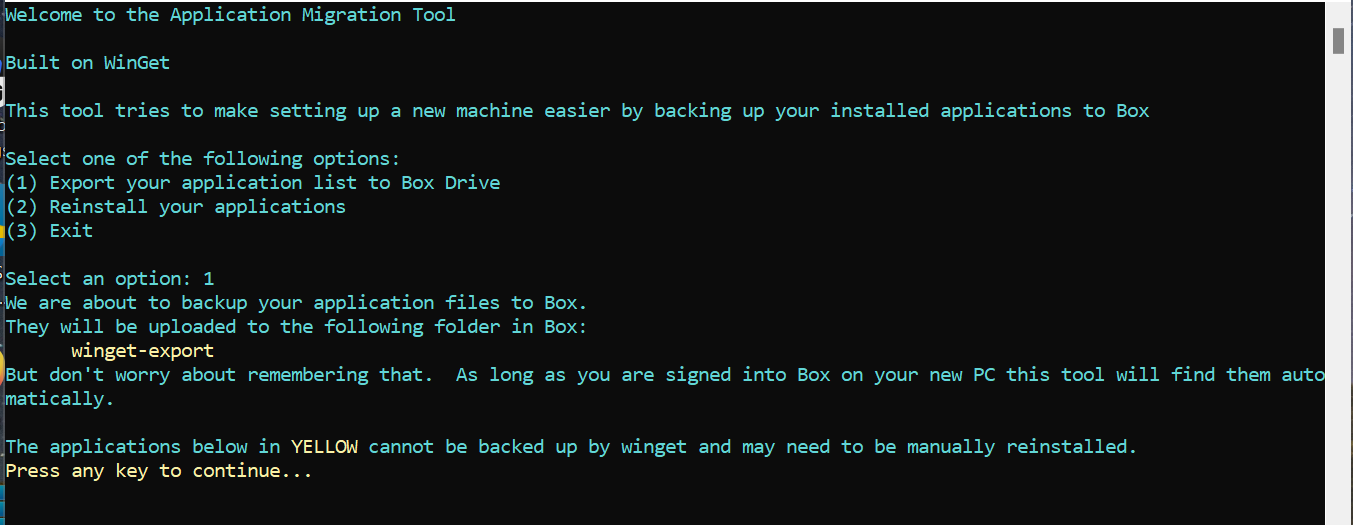 Welcome to the Application Migration Tool
Built on WinGet
This tool tries to make setting up a new machine easier by backing up your installed applications to Box
Select one of the following options:
(1) Export your application list to Box Drive
(2) Reinstall your applications
(3) Exit
Select an option: 1
We are about to backup your application files to Box.
They will be uploaded to the following folder in Box:
winget-export
But don't worry about remembering that.  As long as you are signed into Box on your new PC this tool will find them auto
matically.
The applications below in YELLOW cannot be backed up by winget and may need to be manually reinstalled.
Press any key to continue...